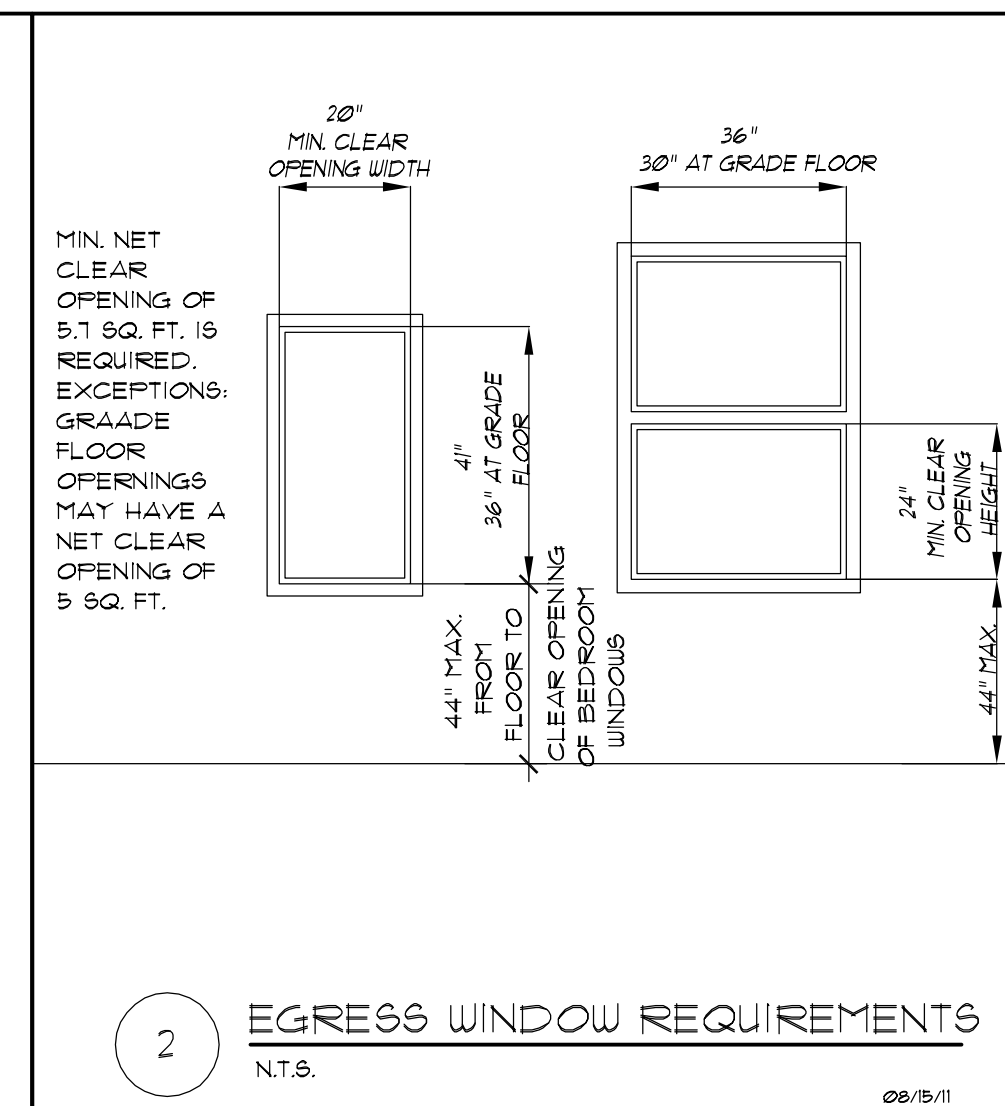 20"
MIN. CLEAR
OPENING WIDTH
36"
30" AT GRADE FLOOR
MIN. NET
CLEAR
OPENING OF
5.7 SQ. FT. IS
REQUIRED.
EXCEPTIONS:
GRAADE
FLOOR
OPERNINGS
MAY HAVE A
NET CLEAR
OPENING OF
5 SQ. FT.
41"
36" AT GRADE
FLOOR
24"
MIN. CLEAR
OPENING
HEIGHT
44" MAX.
FROM
FLOOR TO
CLEAR OPENING
OF BEDROOM
WINDOWS
44" MAX.
2
EGRESS WINDOW REQUIREMENTS
N.T.S.
08/15/11